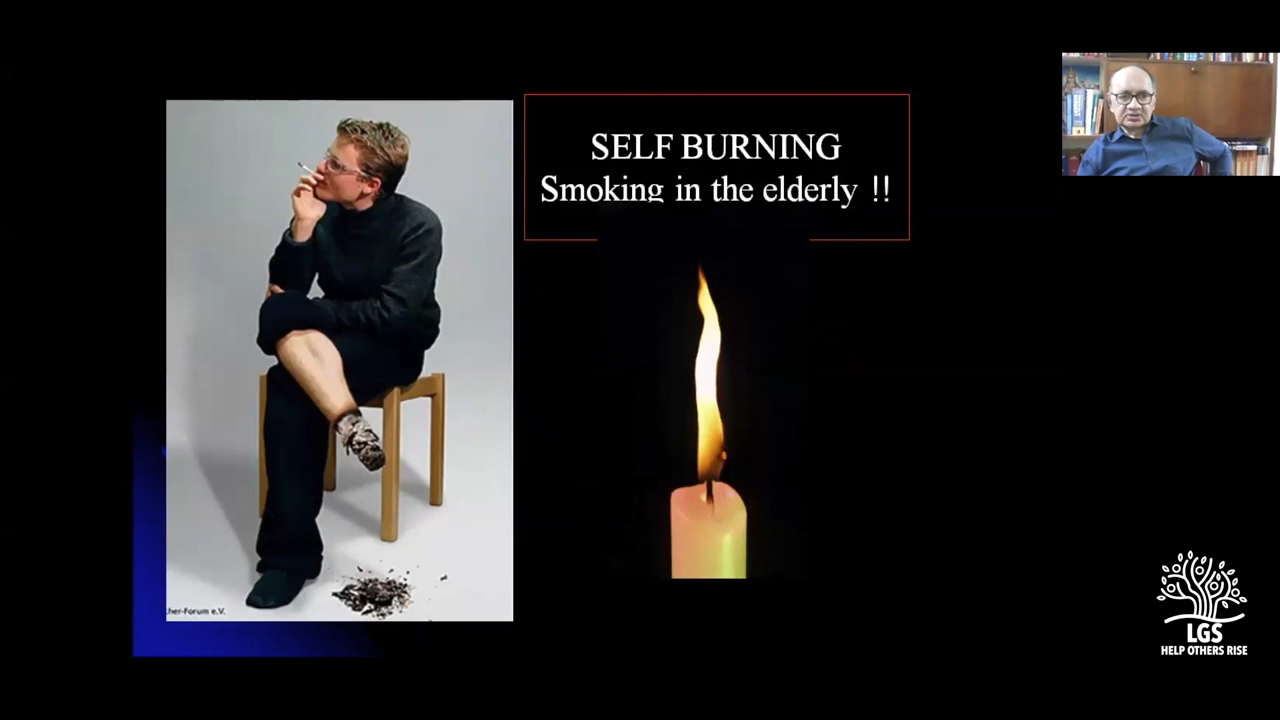 SELF BURNING
Smoking in the elderly !!
cher-Forum e.V.
LGS
HELP OTHERS RISE